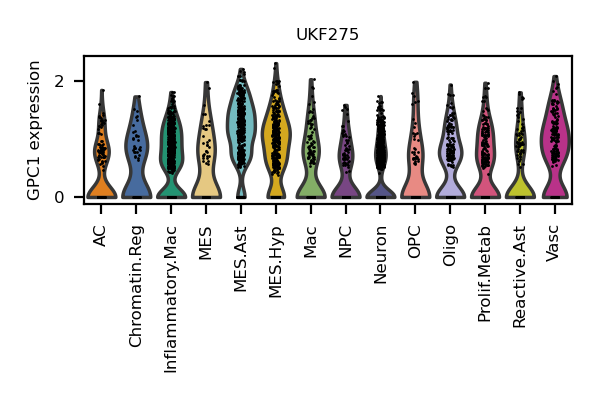 UKF275
GPC1 expression
2
0
AC
Chromatin.Reg
Inflammatory.Mac
MES
MES.Ast
MES.Hyp
Mac
NPC
Neuron
OPC
Oligo
Prolif.Metab
Reactive.Ast
Vasc